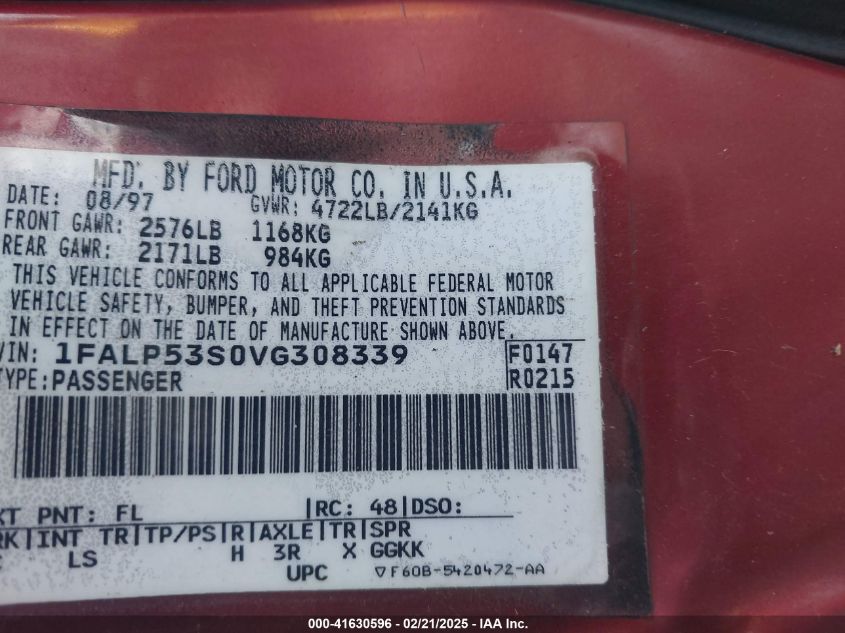 MFD. BY FORD MOTOR CO. IN U.S.A.
DATE: 08/97 GVWR: 4722LB/2141KG
FRONT GAWR: 2576LB 1168KG
REAR GAWR: 2171LB 984KG
THIS VEHICLE CONFORMS TO ALL APPLICABLE FEDERAL MOTOR
VEHICLE SAFETY, BUMPER, AND THEFT PREVENTION STANDARDS
IN EFFECT ON THE DATE OF MANUFACTURE SHOWN ABOVE.
VIN: 1FALP53S0VG308339 F0147
TYPE: PASSENGER R0215
XT PNT: FL |RC: 48|DSO:
RK|INT TR|TP/PS|R|AXLE|TR|SPR
LS H 3R X GGKK
UPC ▽F60B-5420472-AA
000-41630596 - 02/21/2025 - IAA Inc.